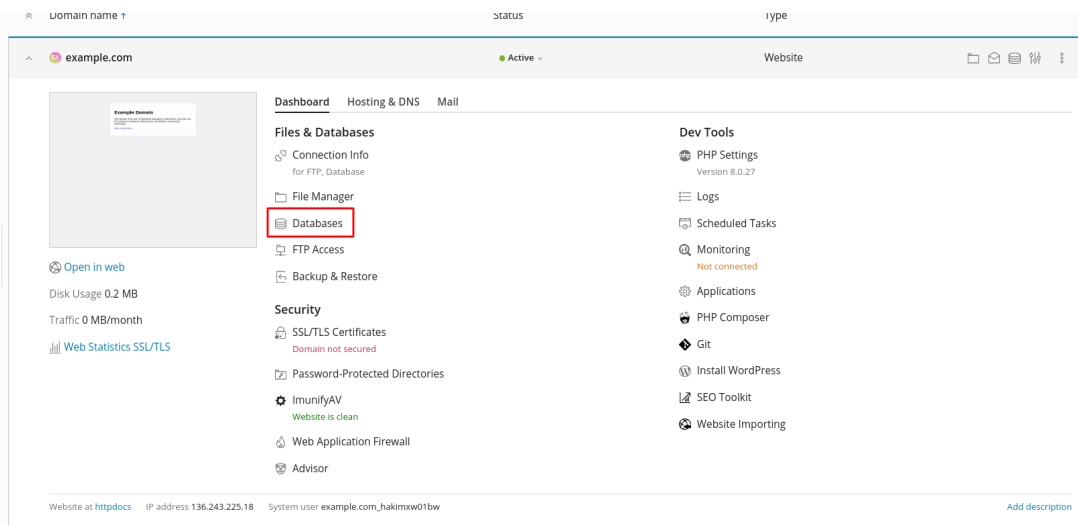 Domain name ↑ Status Type
example.com Active Website
Dashboard Hosting & DNS Mail
Example Domain
Files & Databases
Connection Info
for FTP, Database
File Manager
Databases
FTP Access
Backup & Restore
Security
SSL/TLS Certificates
Domain not secured
Password-Protected Directories
ImunifyAV
Website is clean
Web Application Firewall
Advisor
Dev Tools
php PHP Settings
Version 8.0.27
Logs
Scheduled Tasks
Monitoring
Not connected
Applications
PHP Composer
Git
Install WordPress
SEO Toolkit
Website Importing
Open in web
Disk Usage 0.2 MB
Traffic 0 MB/month
Web Statistics SSL/TLS
Website at httpdocs IP address 136.243.225.18 System user example.com_hakimxw01bw Add description